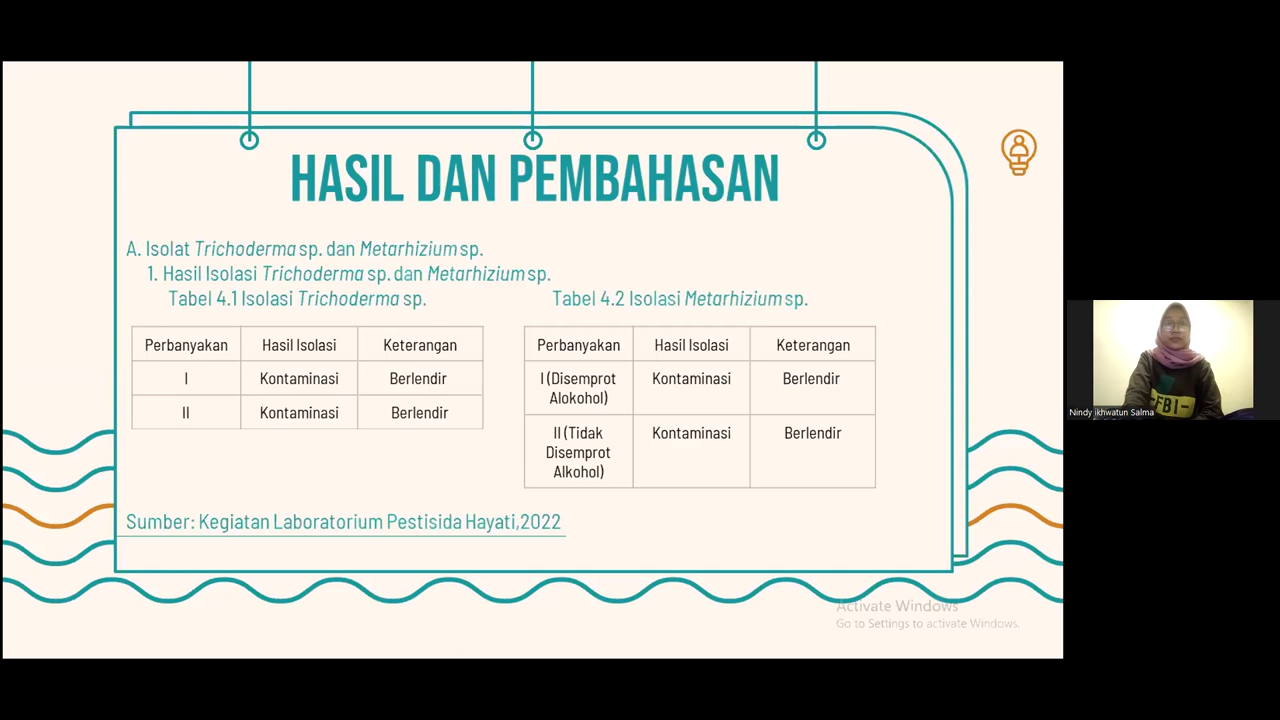 HASIL DAN PEMBAHASAN
A. Isolat Trichoderma sp. dan Metarhizium sp.
1. Hasil Isolasi Trichoderma sp. dan Metarhizium sp.
Tabel 4.1 Isolasi Trichoderma sp.
Perbanyakan Hasil Isolasi Keterangan
I Kontaminasi Berlendir
II Kontaminasi Berlendir
Tabel 4.2 Isolasi Metarhizium sp.
Perbanyakan Hasil Isolasi Keterangan
I (Disemprot Kontaminasi Berlendir
Alokohol)
II (Tidak Kontaminasi Berlendir
Disemprot
Alkohol)
Sumber: Kegiatan Laboratorium Pestisida Hayati,2022
Activate Windows
Go to Settings to activate Windows.
-FBI-
Nindy ikhwatun Salma